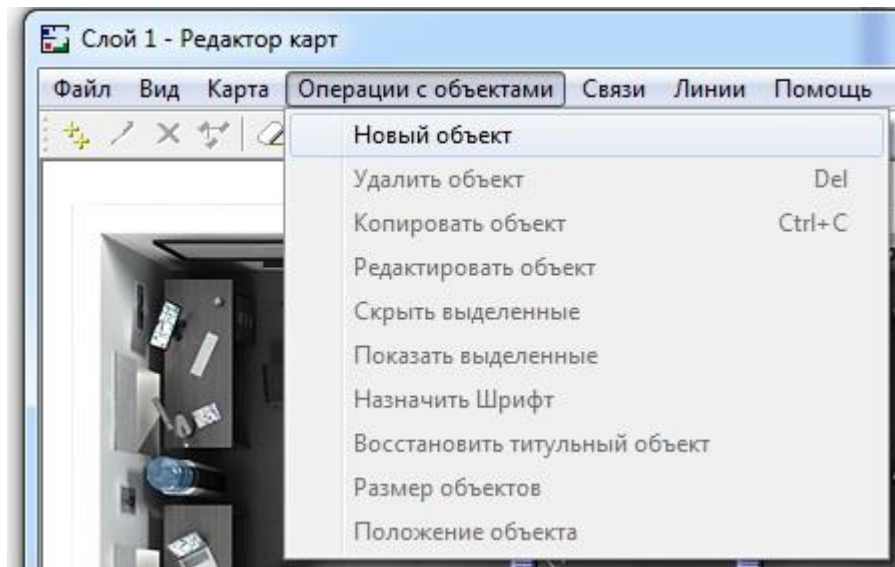 Слой 1 - Редактор карт
Файл Вид Карта Операции с объектами Связи Линии Помощь
Новый объект
Удалить объект Del
Копировать объект Ctrl+C
Редактировать объект
Скрыть выделенные
Показать выделенные
Назначить Шрифт
Восстановить титульный объект
Размер объектов
Положение объекта